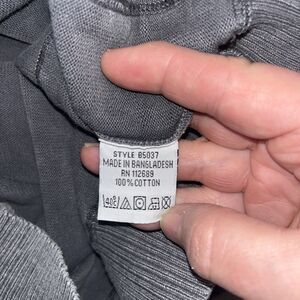 STYLE 85037
MADE IN BANGLADESH
RN 112689
100% COTTON